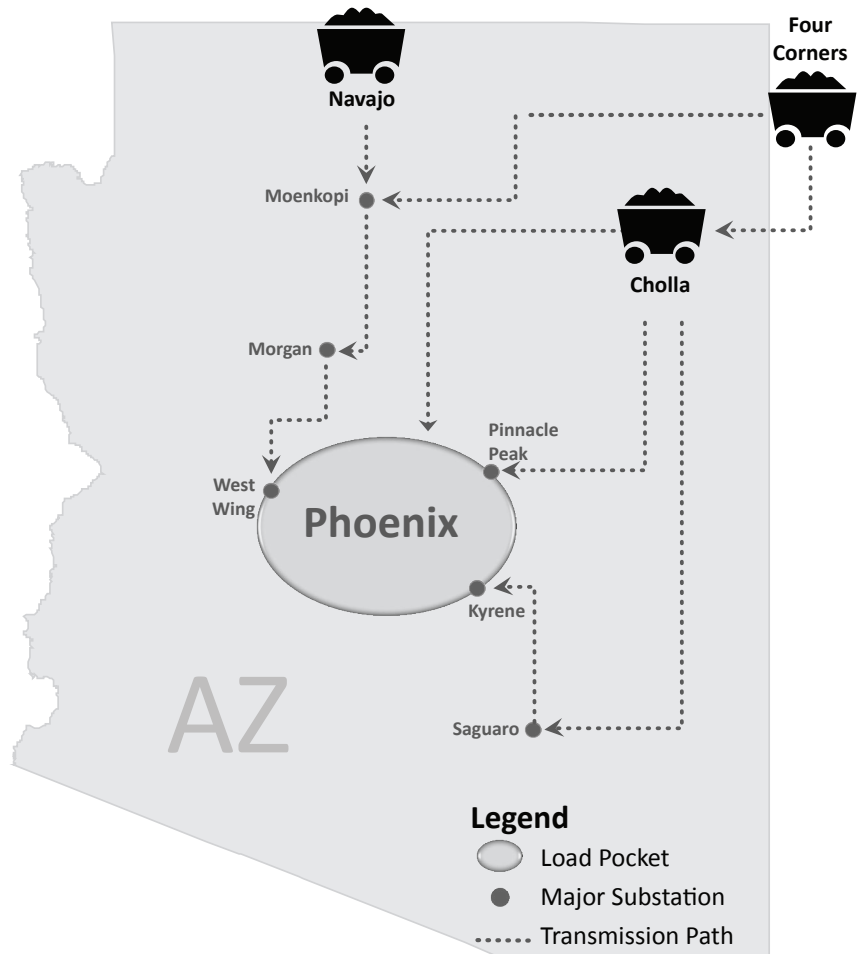 Four
Corners
Navajo
Moenkopi
Cholla
Morgan
Pinnacle
Peak
West
Wing
Phoenix
Kyrene
AZ
Saguaro
Legend
Load Pocket
Major Substation
Transmission Path